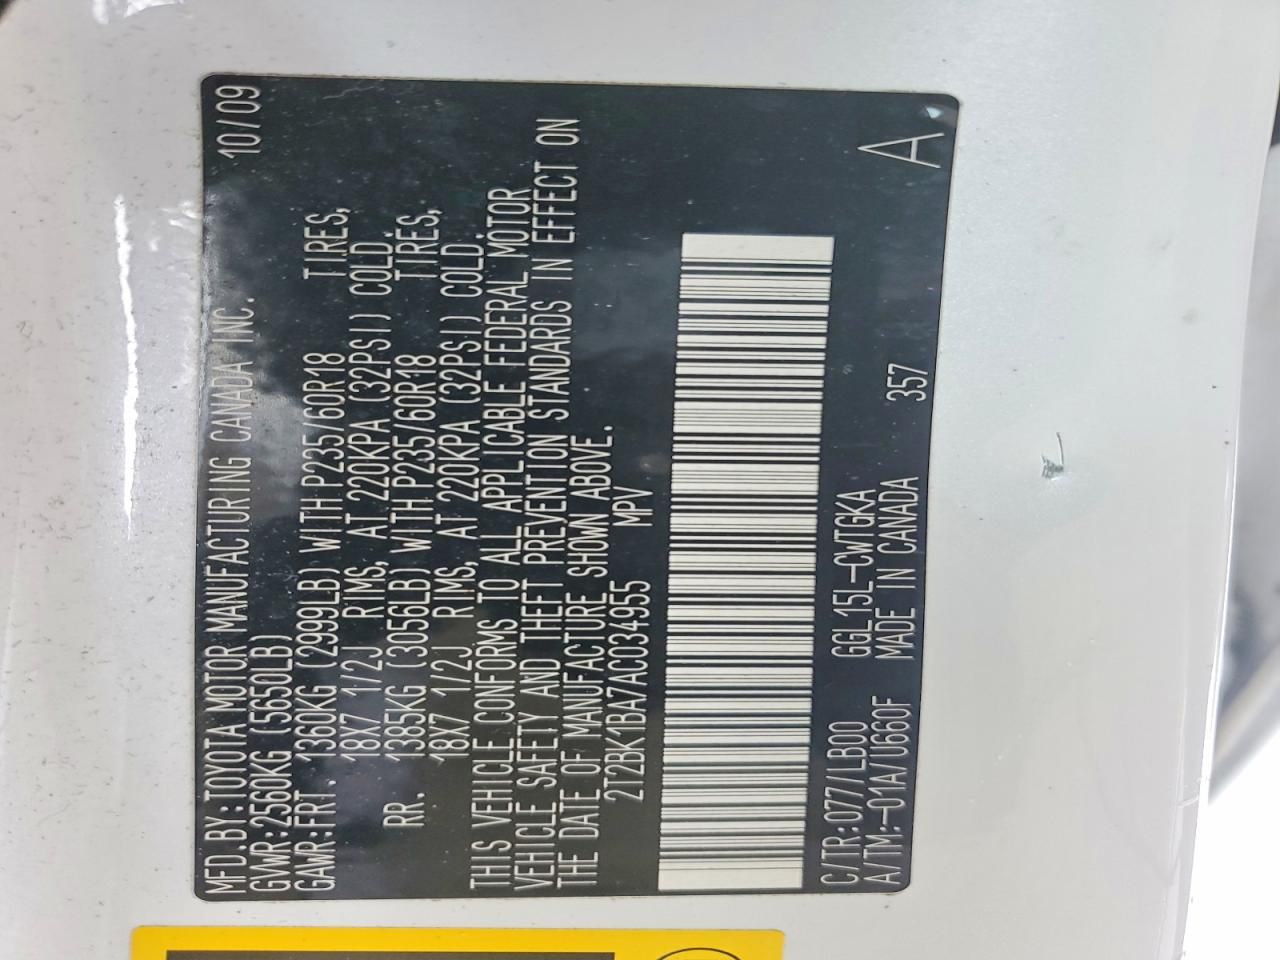 MFD.BY:TOYOTA MOTOR MANUFACTURING CANADA INC. 10/09
GVWR:2560KG (5650LB)
GAWR:FRT. 1360KG (2999LB) WITH P235/60R18 TIRES,
18X7 1/2J RIMS, AT 220KPA (32PSI) COLD.
RR. 1385KG (3056LB) WITH P235/60R18 TIRES,
18X7 1/2J RIMS, AT 220KPA (32PSI) COLD.
THIS VEHICLE CONFORMS TO ALL APPLICABLE FEDERAL MOTOR
VEHICLE SAFETY AND THEFT PREVENTION STANDARDS IN EFFECT ON
THE DATE OF MANUFACTURE SHOWN ABOVE.
2T2BK1BA7AC034955 MPV
C/TR:077/LB00 GGL15L-CWTGKA A
A/TM:-01A/U660F MADE IN CANADA 357